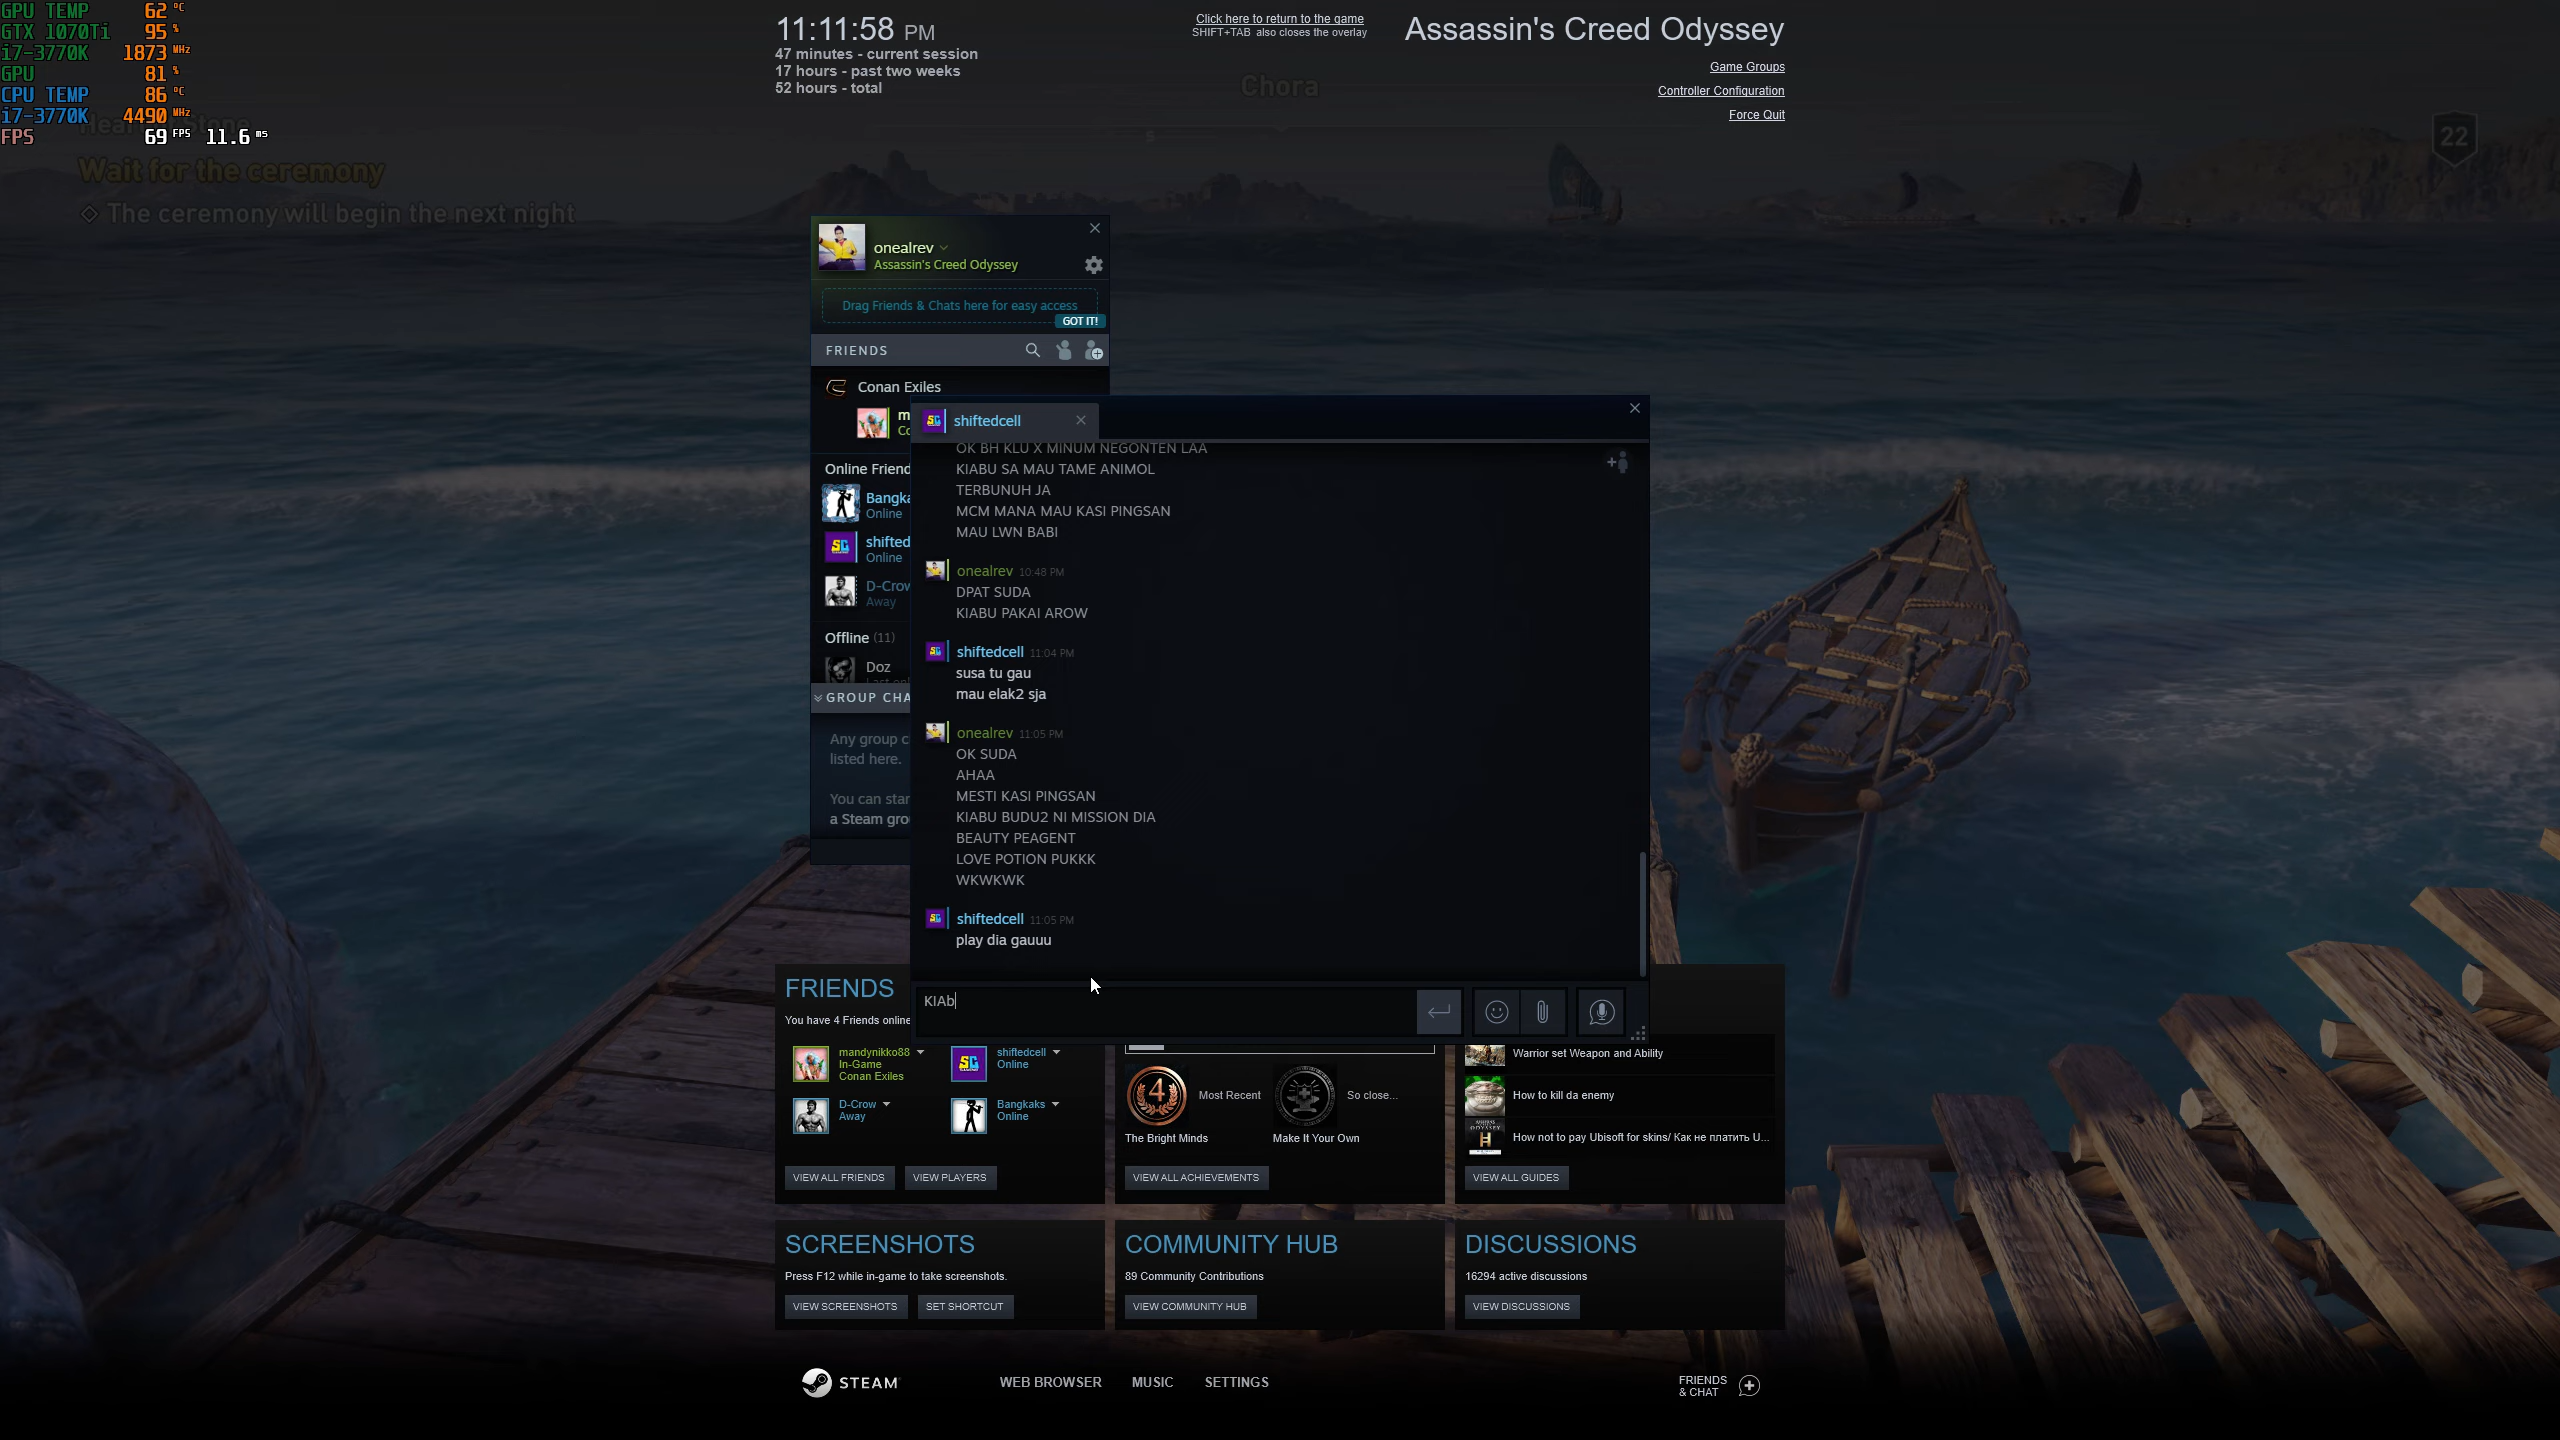 GPU TEMP 62 °C
GTX 1070Ti 95 %
i7-3770K 1873 MHz
GPU 81 %
CPU TEMP 86 °C
i7-3770K 4490 MHz
FPS 69 FPS 11.6 ms
Wait for the ceremony
The ceremony will begin the next night
11:11:58 PM
47 minutes - current session
17 hours - past two weeks
52 hours - total
Click here to return to the game
SHIFT+TAB also closes the overlay
Assassin's Creed Odyssey
Game Groups
Controller Configuration
Force Quit
Chora
S
22
onealrev
Assassin's Creed Odyssey
Drag Friends & Chats here for easy access
GOT IT!
FRIENDS
Conan Exiles
m
Co
Online Friend
Bangka
Online
shifted
Online
D-Crow
Away
Offline (11)
Doz
GROUP CHA
Any group c
listed here.
You can star
a Steam gro
shiftedcell
OK BH KLU X MINUM NEGONTEN LAA
KIABU SA MAU TAME ANIMOL
TERBUNUH JA
MCM MANA MAU KASI PINGSAN
MAU LWN BABI
onealrev 10:48 PM
DPAT SUDA
KIABU PAKAI AROW
shiftedcell 11:04 PM
susa tu gau
mau elak2 sja
onealrev 11:05 PM
OK SUDA
AHAA
MESTI KASI PINGSAN
KIABU BUDU2 NI MISSION DIA
BEAUTY PEAGENT
LOVE POTION PUKKK
WKWKWK
shiftedcell 11:05 PM
play dia gauuu
KIAb
FRIENDS
You have 4 Friends online
mandynikko88
In-Game
Conan Exiles
shiftedcell
Online
D-Crow
Away
Bangkaks
Online
VIEW ALL FRIENDS
VIEW PLAYERS
4
Most Recent
So close...
The Bright Minds
Make It Your Own
VIEW ALL ACHIEVEMENTS
Warrior set Weapon and Ability
How to kill da enemy
How not to pay Ubisoft for skins/ Как не платить U...
VIEW ALL GUIDES
SCREENSHOTS
Press F12 while in-game to take screenshots.
VIEW SCREENSHOTS
SET SHORTCUT
COMMUNITY HUB
89 Community Contributions
VIEW COMMUNITY HUB
DISCUSSIONS
16294 active discussions
VIEW DISCUSSIONS
STEAM
WEB BROWSER
MUSIC
SETTINGS
FRIENDS
& CHAT